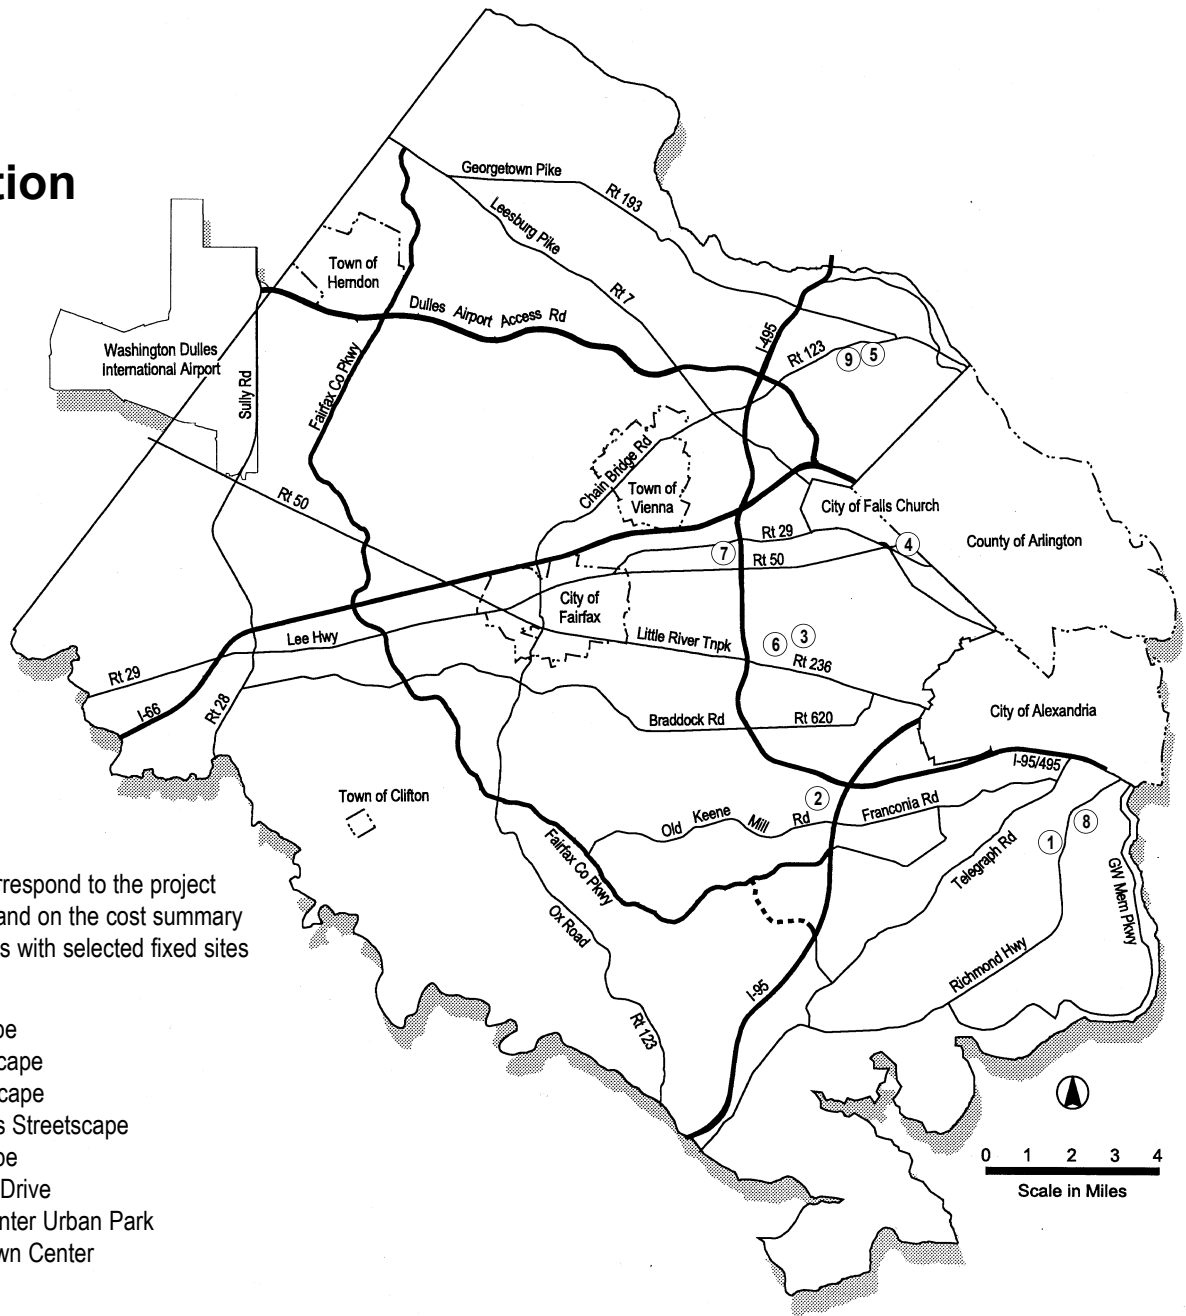 tion
Georgetown Pike
Rt 193
Leesburg Pike
Town of
Herndon
Rt 7
Dulles Airport Access Rd
I-495
Washington Dulles
International Airport
Sully Rd
Fairfax Co Pkwy
Rt 123
9
5
Chain Bridge Rd
Town of
Vienna
Rt 50
City of Falls Church
Rt 29
4
County of Arlington
7
Rt 50
City of
Fairfax
Lee Hwy
Little River Tnpk
6
3
Rt 236
Rt 29
I-66
Rt 28
Braddock Rd
Rt 620
City of Alexandria
I-95/495
Town of Clifton
2
Old Keene Mill Rd
Franconia Rd
8
1
Telegraph Rd
Fairfax Co Pkwy
GW Mem Pkwy
rrespond to the project
and on the cost summary
s with selected fixed sites
Ox Road
Richmond Hwy
I-95
Rt 123
pe
cape
cape
s Streetscape
pe
Drive
nter Urban Park
wn Center
0 1 2 3 4
Scale in Miles